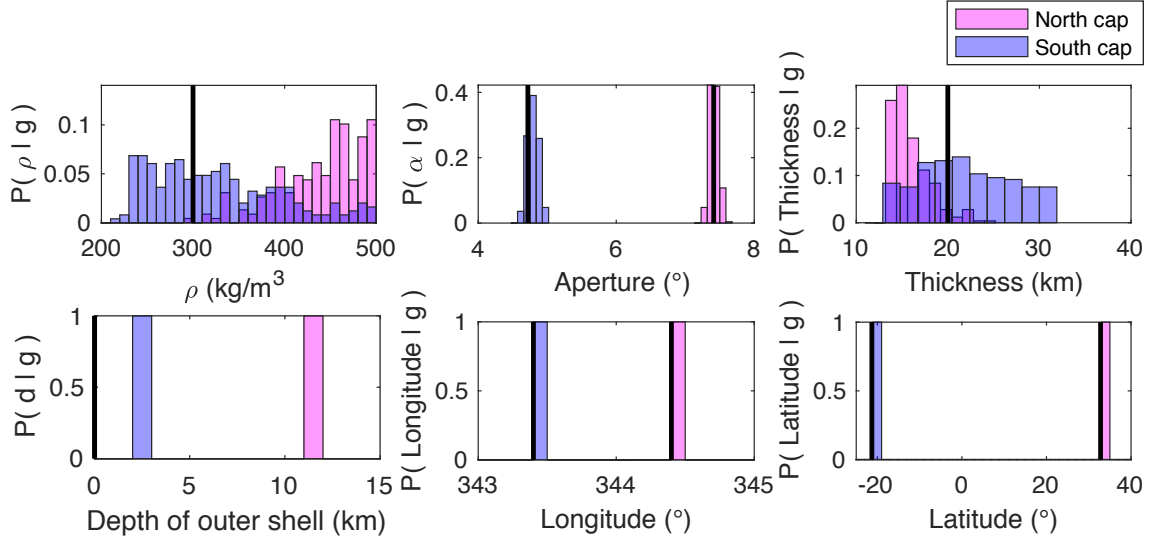 North cap
South cap
P( ρ | g )
0.1
0.05
0
200 300 400 500
ρ (kg/m³
P( α | g )
0.4
0.2
0
4 6 8
Aperture (°)
P( Thickness | g )
0.2
0.1
0
10 20 30 40
Thickness (km)
P( d | g )
1
0.5
0
0 5 10 15
Depth of outer shell (km)
P( Longitude | g )
1
0.5
0
343 344 345
Longitude (°)
P( Latitude | g )
1
0.5
0
-20 0 20 40
Latitude (°)